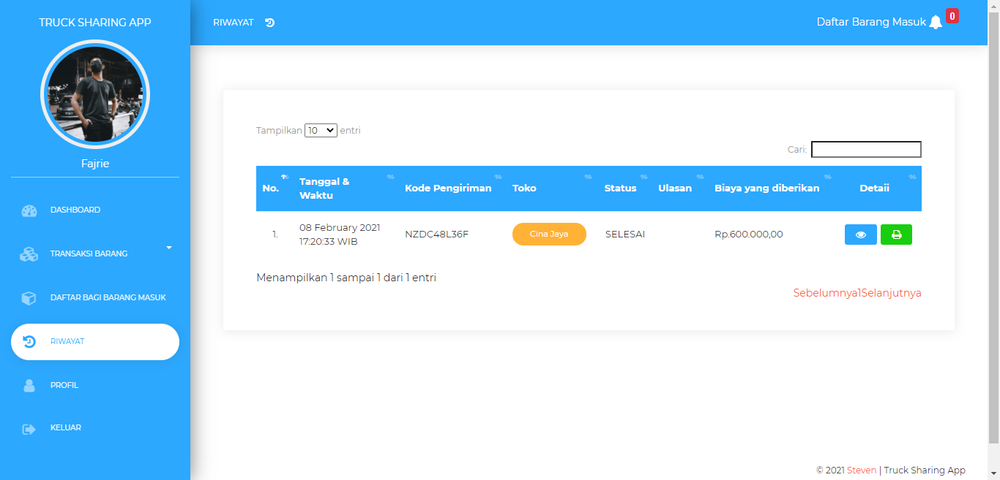 TRUCK SHARING APP
Fajrie
DASHBOARD
TRANSAKSI BARANG
DAFTAR BAGI BARANG MASUK
RIWAYAT
PROFIL
KELUAR
RIWAYAT
Daftar Barang Masuk 0
Tampilkan 10 entri
Cari:
No. Tanggal & Waktu Kode Pengiriman Toko Status Ulasan Biaya yang diberikan Detaii
1. 08 February 2021 17:20:33 WIB NZDC48L36F Cina Jaya SELESAI Rp.600.000,00
Menampilkan 1 sampai 1 dari 1 entri
Sebelumnya1Selanjutnya
© 2021 Steven | Truck Sharing App